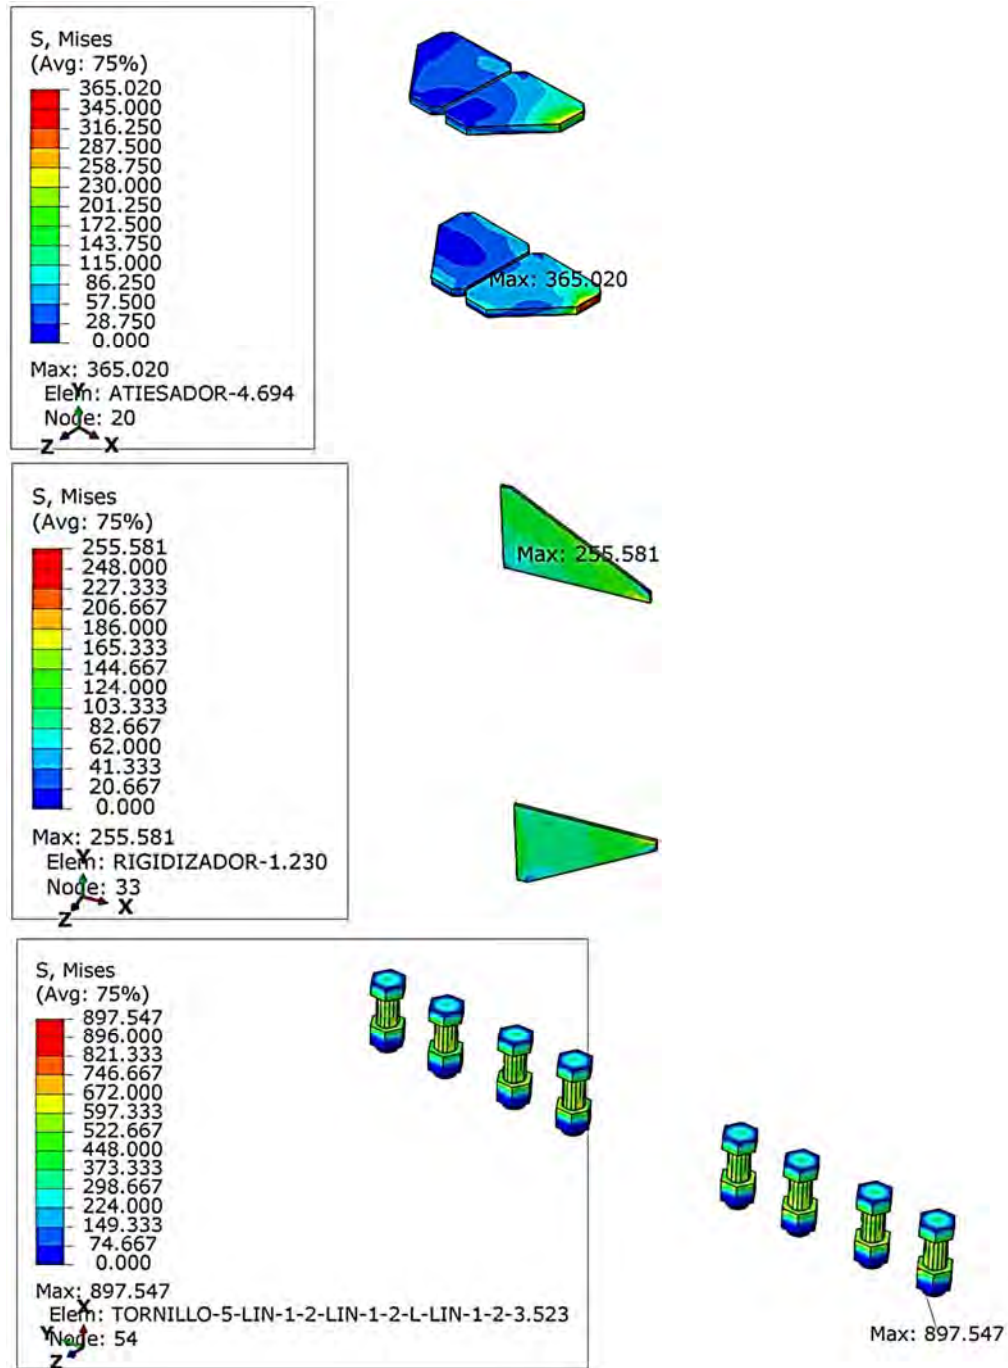 S, Mises
(Avg: 75%)
365.020
345.000
316.250
287.500
258.750
230.000
201.250
172.500
143.750
115.000
86.250
57.500
28.750
0.000
Max: 365.020
Elem: ATIESADOR-4.694
Node: 20
Y
Z X
Max: 365.020
S, Mises
(Avg: 75%)
255.581
248.000
227.333
206.667
186.000
165.333
144.667
124.000
103.333
82.667
62.000
41.333
20.667
0.000
Max: 255.581
Elem: RIGIDIZADOR-1.230
Node: 33
Y
Z X
Max: 255.581
S, Mises
(Avg: 75%)
897.547
896.000
821.333
746.667
672.000
597.333
522.667
448.000
373.333
298.667
224.000
149.333
74.667
0.000
Max: 897.547
Elem: TORNILLO-5-LIN-1-2-LIN-1-2-L-LIN-1-2-3.523
Node: 54
X
Y
Z
Max: 897.547